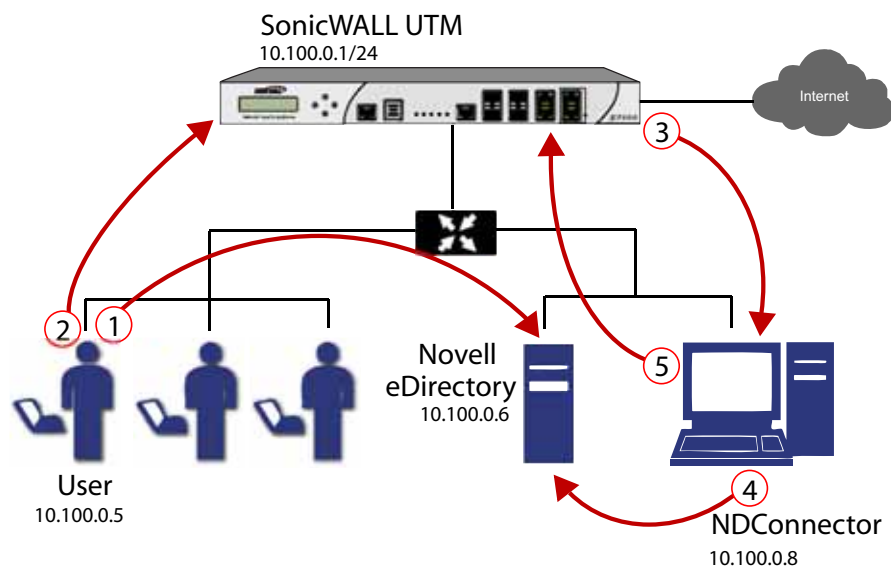 SonicWALL UTM
10.100.0.1/24
Internet
3
2
1
Novell
eDirectory
10.100.0.6
5
User
10.100.0.5
4
NDConnector
10.100.0.8